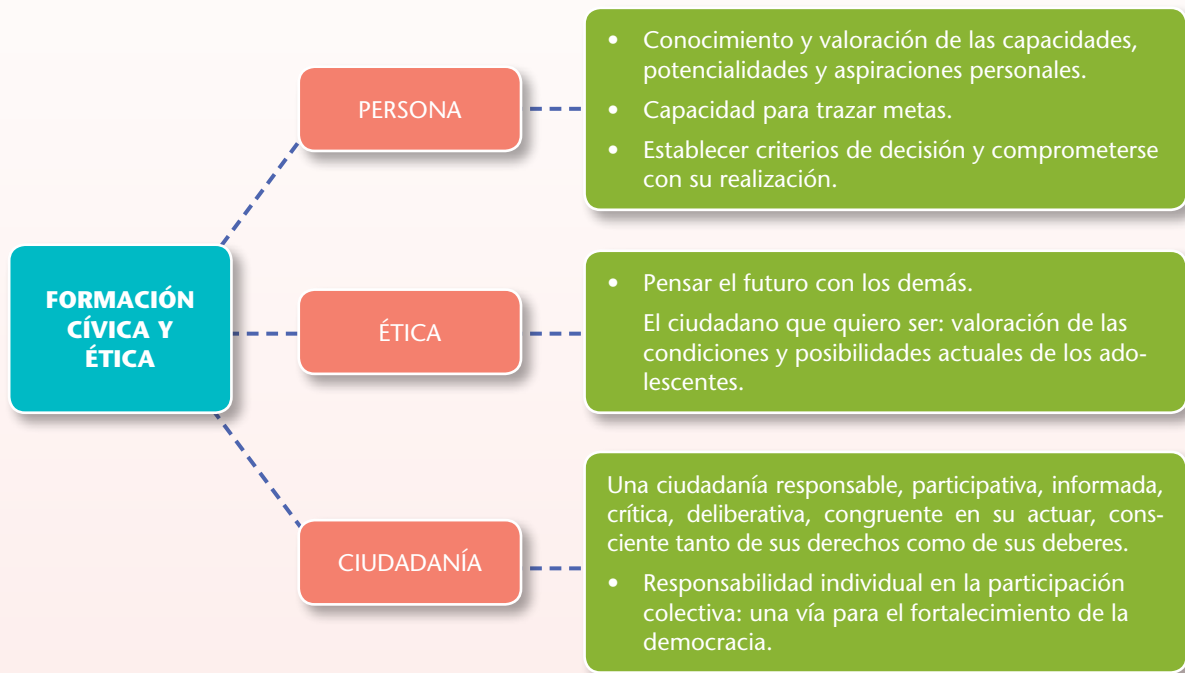 FORMACIÓN
CÍVICA Y
ÉTICA
PERSONA
• Conocimiento y valoración de las capacidades,
potencialidades y aspiraciones personales.
• Capacidad para trazar metas.
• Establecer criterios de decisión y comprometerse
con su realización.
ÉTICA
• Pensar el futuro con los demás.
El ciudadano que quiero ser: valoración de las
condiciones y posibilidades actuales de los ado-
lescentes.
CIUDADANÍA
Una ciudadanía responsable, participativa, informada,
crítica, deliberativa, congruente en su actuar, cons-
ciente tanto de sus derechos como de sus deberes.
• Responsabilidad individual en la participación
colectiva: una vía para el fortalecimiento de la
democracia.